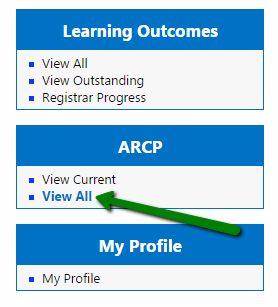 Learning Outcomes
View All
View Outstanding
Registrar Progress
ARCP
View Current
View All
My Profile
My Profile